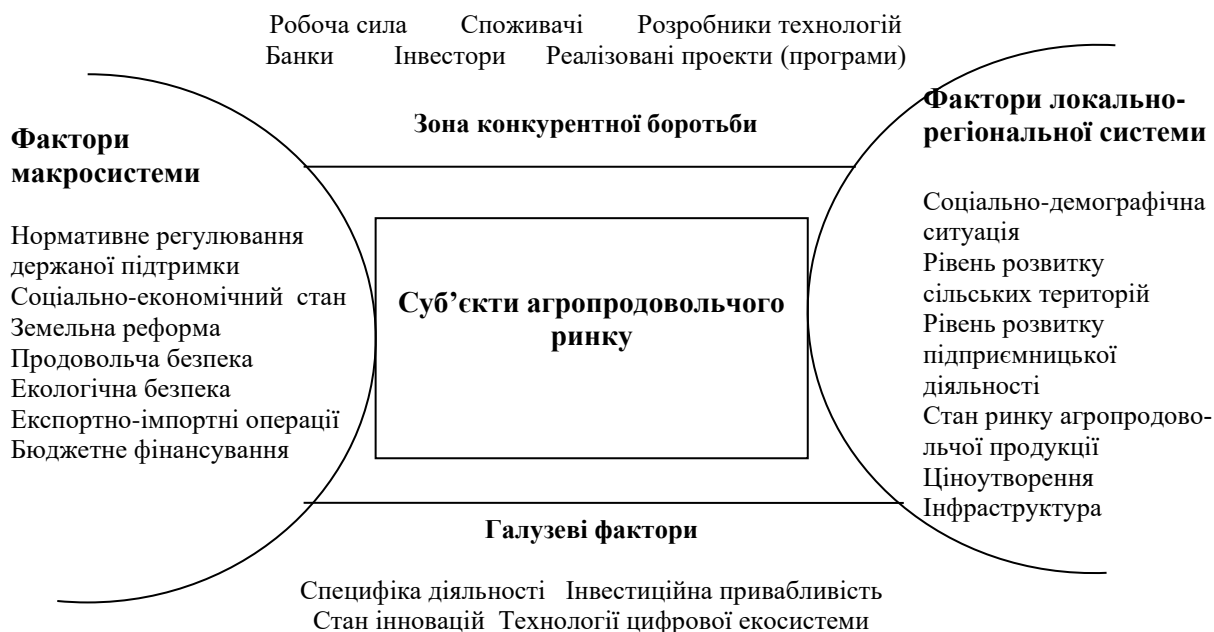 Робоча сила Споживачі Розробники технологій
Банки Інвестори Реалізовані проекти (програми)
Зона конкурентної боротьби
Фактори
макросистеми
Нормативне регулювання
держаної підтримки
Соціально-економічний стан
Земельна реформа
Продовольча безпека
Екологічна безпека
Експортно-імпортні операції
Бюджетне фінансування
Суб’єкти агропродовольчого
ринку
Фактори локально-
регіональної системи
Соціально-демографічна
ситуація
Рівень розвитку
сільських територій
Рівень розвитку
підприємницької
діяльності
Стан ринку агропродово-
льчої продукції
Ціноутворення
Інфраструктура
Галузеві фактори
Специфіка діяльності Інвестиційна привабливість
Стан інновацій Технології цифрової екосистеми